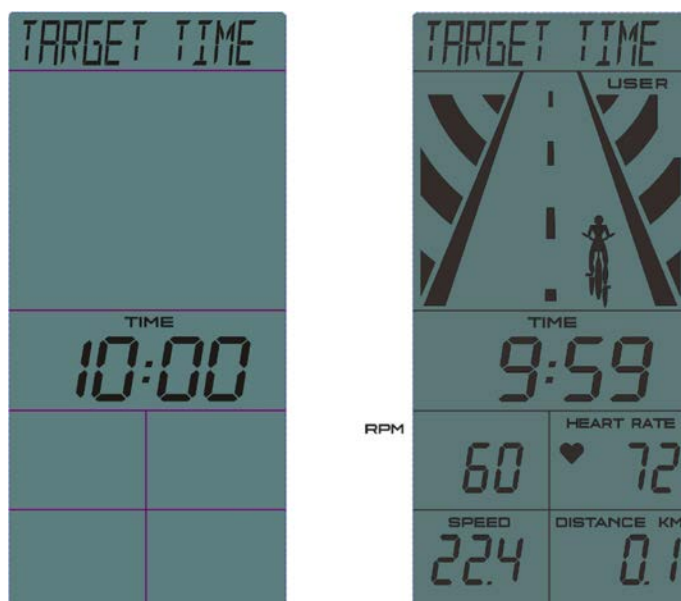 TARGET TIME
TIME
10:00
TARGET TIME
USER
TIME
9:59
RPM
HEART RATE
60
72
SPEED
DISTANCE KM
22.4
0.1